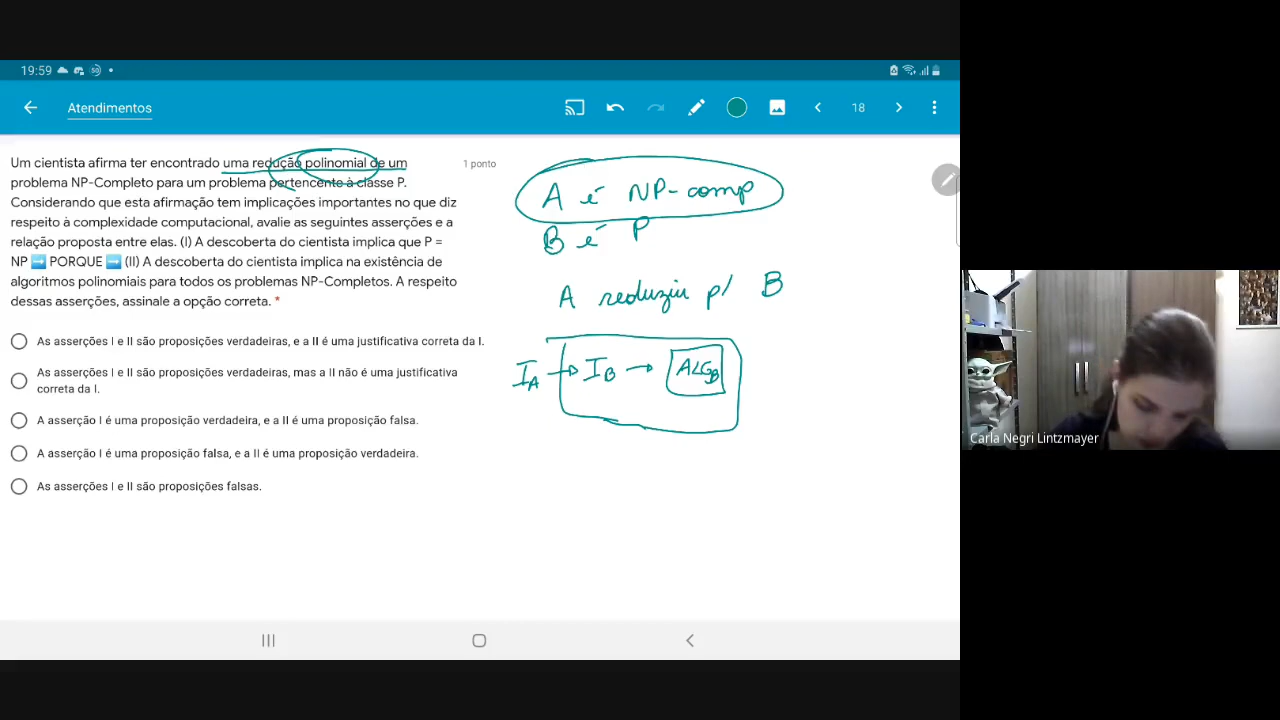 19:59
Atendimentos
18
Um cientista afirma ter encontrado uma redução polinomial de um
1 ponto
problema NP-Completo para um problema pertencente à classe P.
Considerando que esta afirmação tem implicações importantes no que diz
respeito à complexidade computacional, avalie as seguintes asserções e a
relação proposta entre elas. (I) A descoberta do cientista implica que P =
NP ➡️ PORQUE ➡️ (II) A descoberta do cientista implica na existência de
algoritmos polinomiais para todos os problemas NP-Completos. A respeito
dessas asserções, assinale a opção correta. *
As asserções I e II são proposições verdadeiras, e a II é uma justificativa correta da I.
As asserções I e II são proposições verdadeiras, mas a II não é uma justificativa
correta da I.
A asserção I é uma proposição verdadeira, e a II é uma proposição falsa.
A asserção I é uma proposição falsa, e a II é uma proposição verdadeira.
As asserções I e II são proposições falsas.
A é NP-comp
B é P
A reduziu p/ B
I_A → I_B → ALG_B
Carla Negri Lintzmayer